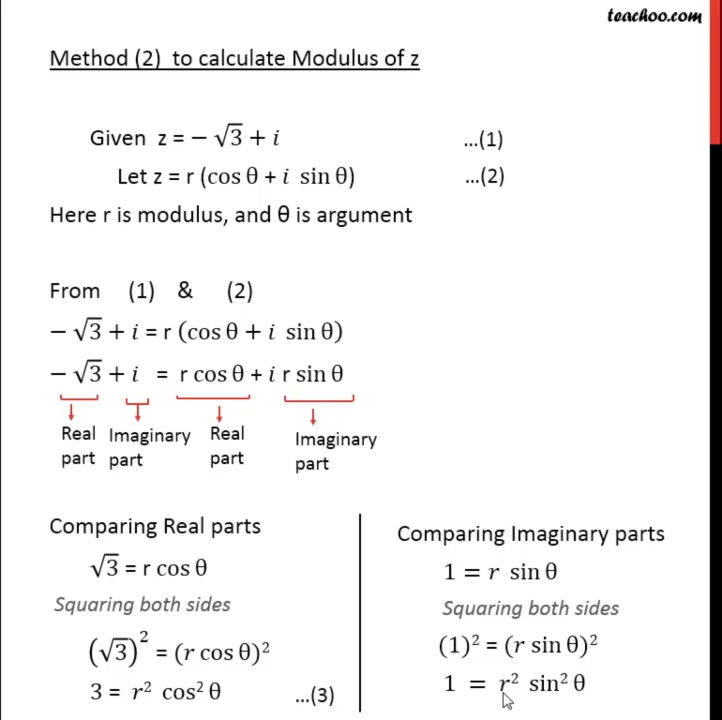 teachoo.com
Method (2) to calculate Modulus of z
Given z = − √3 + i ...(1)
Let z = r (cos θ + i sin θ) ...(2)
Here r is modulus, and θ is argument
From (1) & (2)
− √3 + i = r (cos θ + i sin θ)
− √3 + i = r cos θ + i r sin θ
Real part
Imaginary part
Real part
Imaginary part
Comparing Real parts
√3 = r cos θ
Squaring both sides
(√3)² = (r cos θ)²
3 = r² cos² θ ...(3)
Comparing Imaginary parts
1 = r sin θ
Squaring both sides
(1)² = (r sin θ)²
1 = r² sin² θ